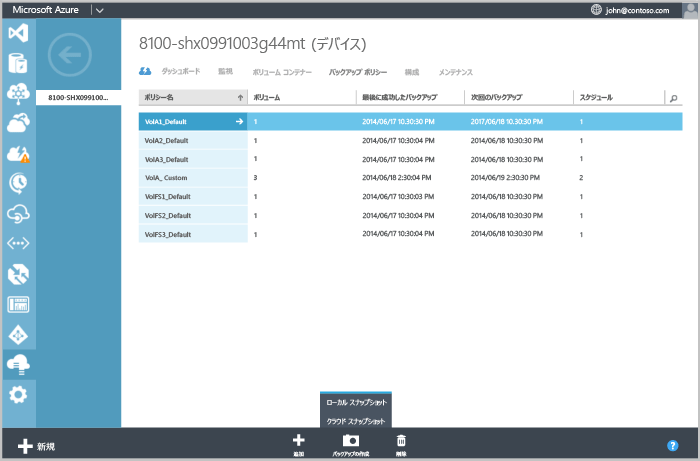 Microsoft Azure john@contoso.com
8100-shx0991003g44mt (デバイス)
ダッシュボード 監視 ボリューム コンテナー バックアップ ポリシー 構成 メンテナンス
8100-SHX099100...
ポリシー名 ボリューム 最後に成功したバックアップ 次回のバックアップ スケジュール
VolA1_Default 1 2014/06/17 10:30:30 PM 2017/06/18 10:30:30 PM 1
VolA2_Default 1 2014/06/17 10:30:04 PM 2014/06/18 10:30:30 PM 1
VolA3_Default 1 2014/06/17 10:30:04 PM 2014/06/18 10:30:30 PM 1
VolA_ Custom 3 2014/06/18 2:30:04 PM 2014/06/19 2:30:30 PM 2
VolFS1_Default 1 2014/06/17 10:30:03 PM 2014/06/18 10:30:30 PM 1
VolFS2_Default 1 2014/06/17 10:30:04 PM 2014/06/18 10:30:30 PM 1
VolFS3_Default 1 2014/06/17 10:30:04 PM 2014/06/18 10:30:30 PM 1
ローカル スナップショット
クラウド スナップショット
新規 追加 バックアップの作成 削除 ?